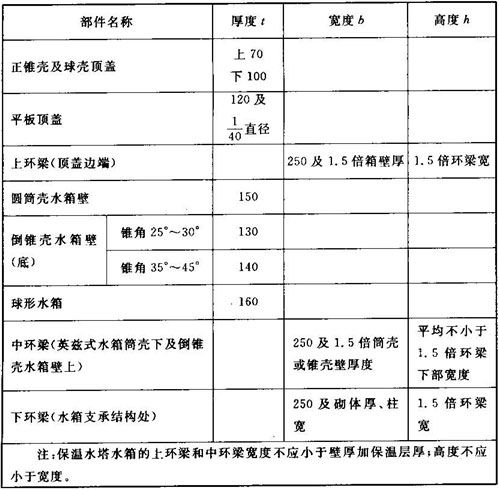 部件名称 厚度 t 宽度 b 高度 h
正锥壳及球壳顶盖 上 70
下 100
平板顶盖 120 及
1/40直径
上环梁(顶盖边端) 250 及 1.5 倍箱壁厚 1.5 倍环梁宽
圆筒壳水箱壁 150
倒锥壳水箱壁
(底)
锥角 25°～30° 130
锥角 35°～45° 140
球形水箱 160
中环梁(英兹式水箱筒壳下及倒锥
壳水箱壁上)
250 及 1.5 倍筒壳
或锥壳壁厚度
平均不小于
1.5 倍环梁
下部宽度
下环梁(水箱支承结构处)
250 及砌体厚、柱
宽
1.5 倍环梁
宽
注:保温水塔水箱的上环梁和中环梁宽度不应小于壁厚加保温层厚;高度不应
小于宽度。